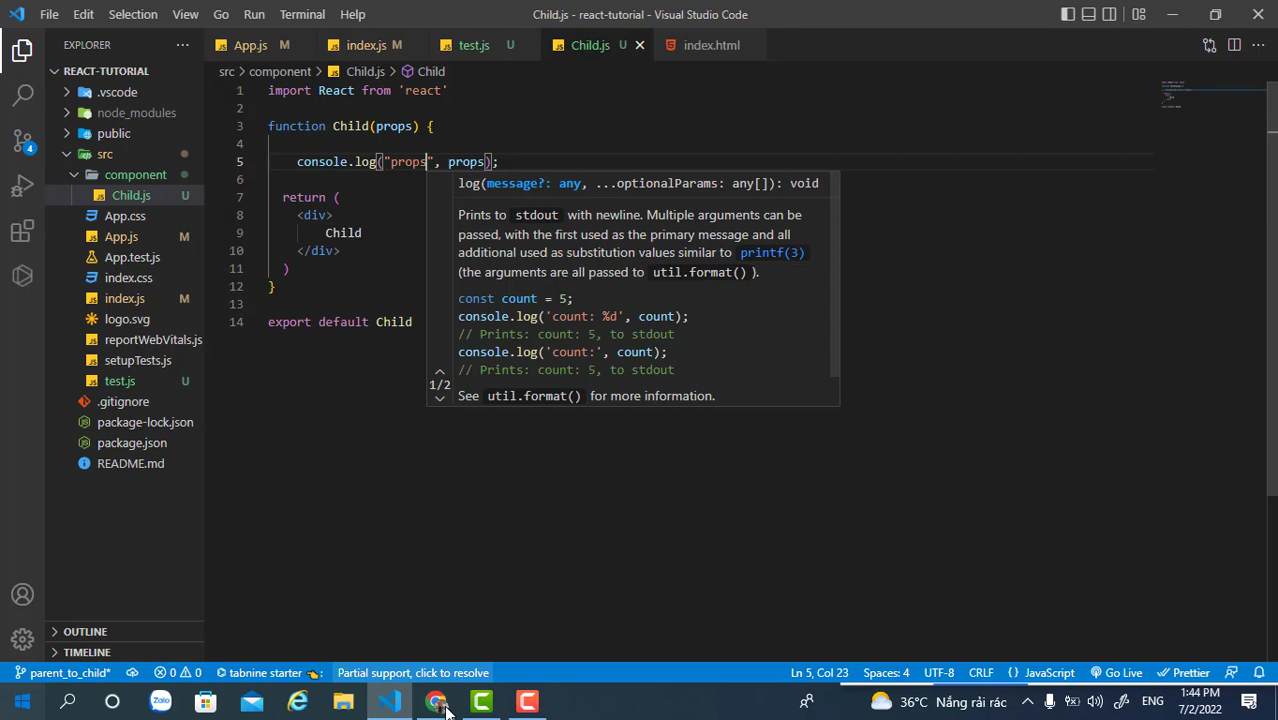 File Edit Selection View Go Run Terminal Help
Child.js - react-tutorial - Visual Studio Code
EXPLORER
App.js M
index.js M
test.js U
Child.js U
index.html
REACT-TUTORIAL
src > component > Child.js > Child
.vscode
node_modules
public
src
component
Child.js U
App.css
App.js M
App.test.js
index.css
index.js M
logo.svg
reportWebVitals.js
setupTests.js
test.js U
.gitignore
package-lock.json
package.json
README.md
OUTLINE
TIMELINE
4
1 import React from 'react'
2
3 function Child(props) {
4
5 console.log("props", props);
6
7 return (
8 <div>
9 Child
10 </div>
11 )
12 }
13
14 export default Child
log(message?: any, ...optionalParams: any[]): void
Prints to stdout with newline. Multiple arguments can be
passed, with the first used as the primary message and all
additional used as substitution values similar to printf(3)
(the arguments are all passed to util.format() ).
const count = 5;
console.log('count: %d', count);
// Prints: count: 5, to stdout
console.log('count:', count);
// Prints: count: 5, to stdout
1/2
See util.format() for more information.
parent_to_child* 0 0 tabnine starter Partial support, click to resolve Ln 5, Col 23 Spaces: 4 UTF-8 CRLF { } JavaScript Go Live Prettier
Zalo
36°C Nắng rải rác ENG
1:44 PM
7/2/2022